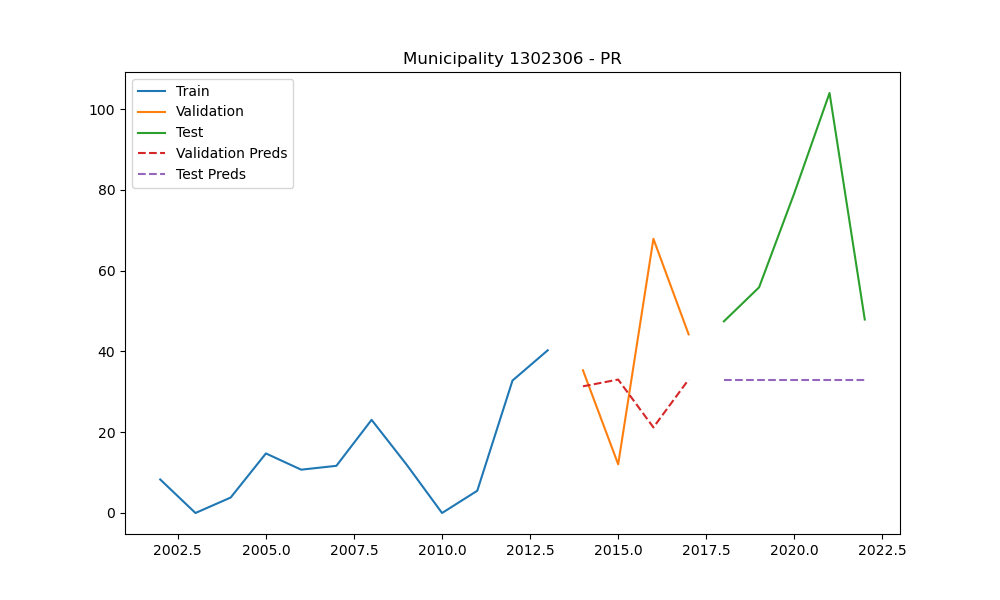 Municipality 1302306 - PR
Train
Validation
Test
Validation Preds
Test Preds
100
80
60
40
20
0
2002.5 2005.0 2007.5 2010.0 2012.5 2015.0 2017.5 2020.0 2022.5